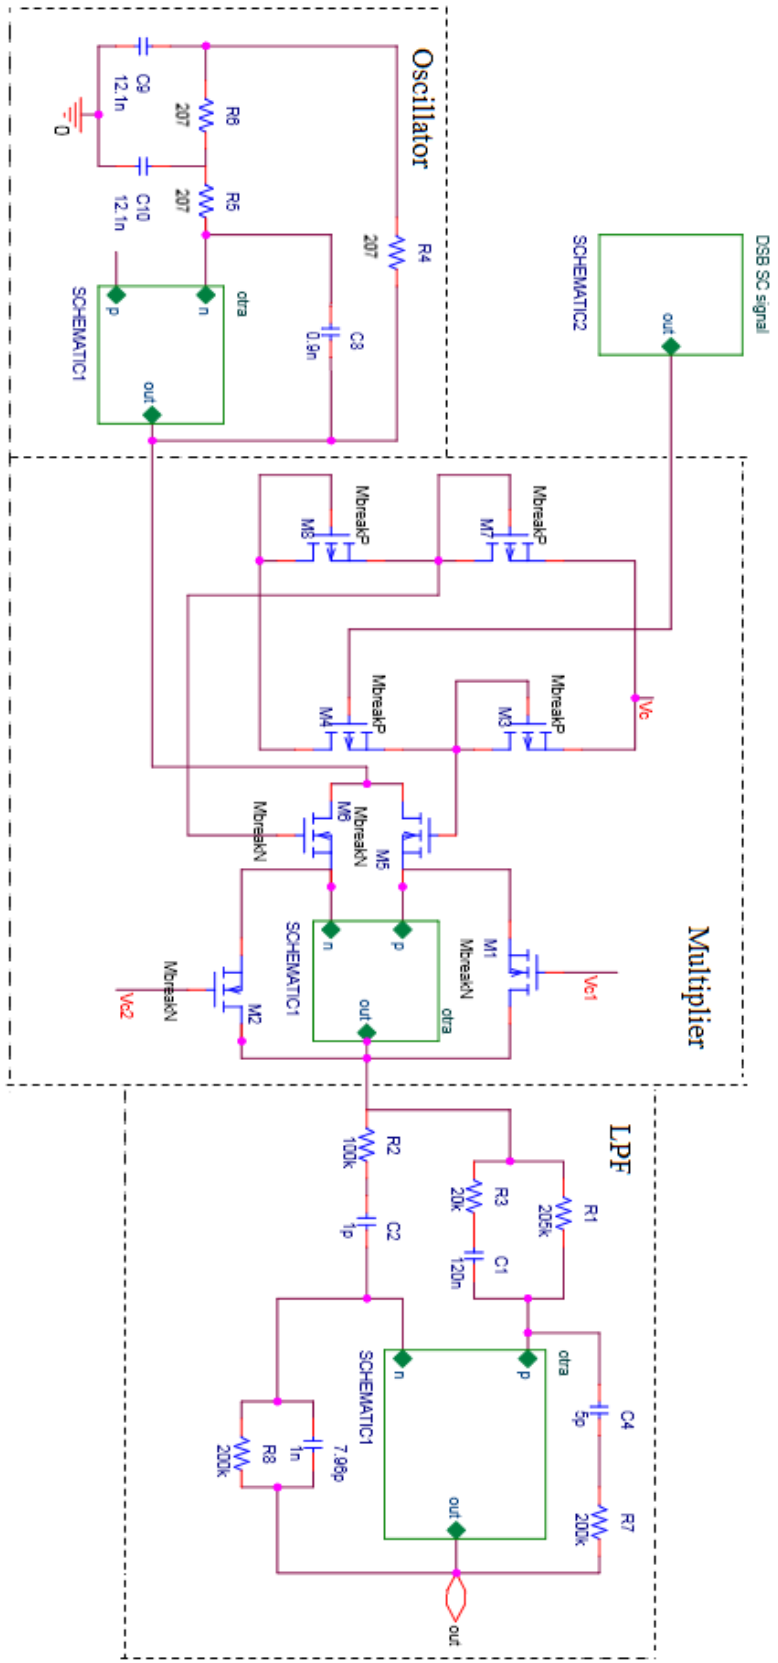 Oscillator
C9
12.1n
0
R6
207
C10
12.1n
R5
207
R4
207
C8
0.9n
otra
n
p
SCHEMATIC1
out
DSB SC signal
SCHEMATIC2
out
Multiplier
MbreakP
M8
MbreakP
M7
MbreakP
M4
MbreakP
M3
Vc
M6
MbreakN
MbreakN
M5
M1
MbreakN
Vc1
MbreakN
M2
Vc2
SCHEMATIC1
n
p
out
otra
LPF
R2
100k
C2
1p
R3
20k
C1
120n
R1
205k
otra
p
n
SCHEMATIC1
out
C4
5p
R7
200k
7.96p
1n
R8
200k
out